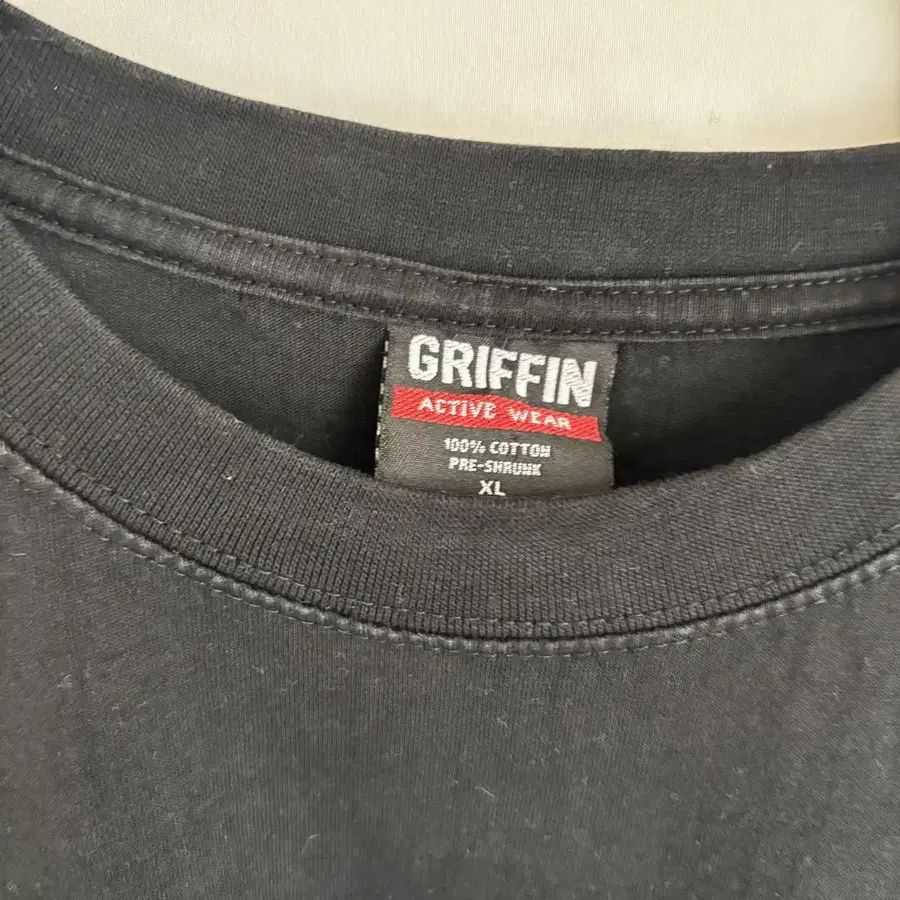 GRIFFIN
ACTIVE WEAR
100% COTTON
PRE-SHRUNK
XL